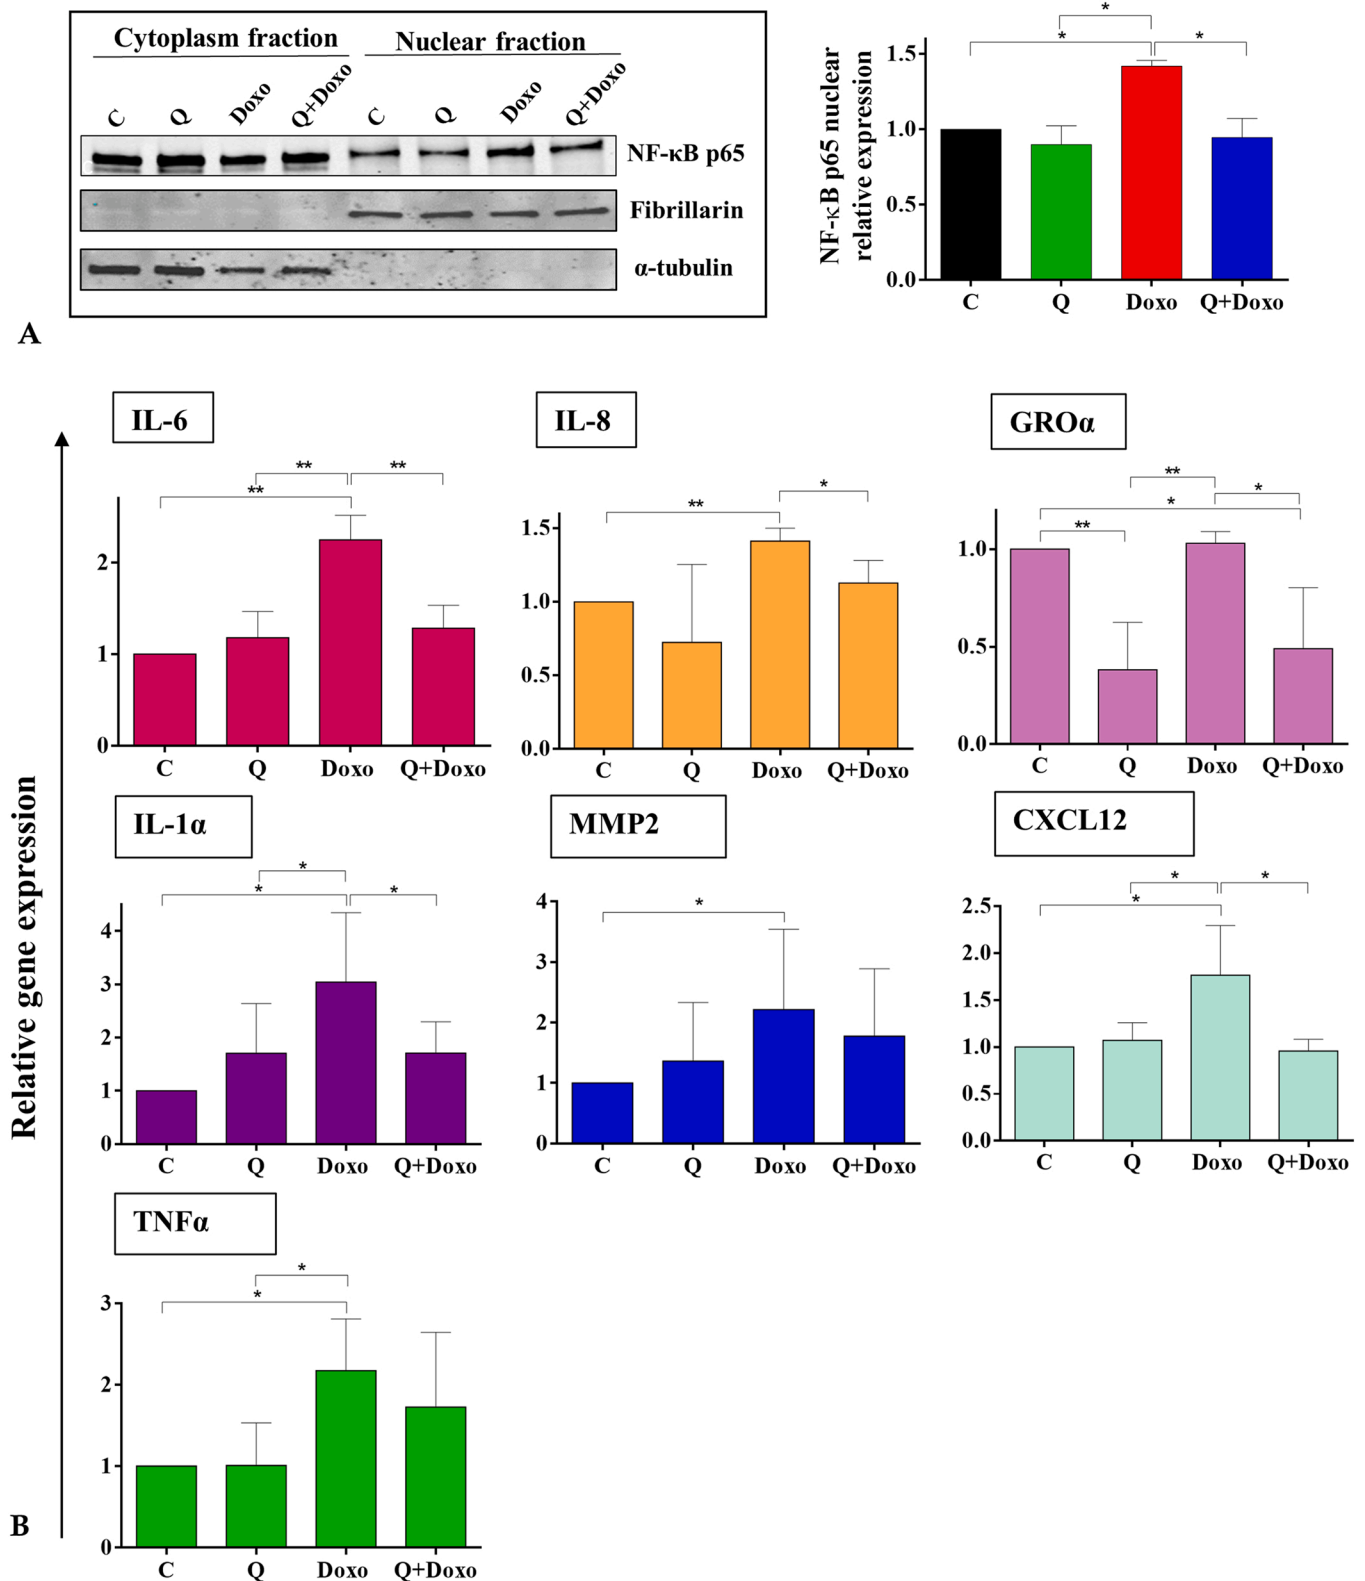 Cytoplasm fraction
Nuclear fraction
C Q Doxo Q+Doxo C Q Doxo Q+Doxo
NF-κB p65
Fibrillarin
α-tubulin
A
NF-κB p65 nuclear
relative expression
1.5
1.0
0.5
0.0
* * *
C Q Doxo Q+Doxo
Relative gene expression
IL-6
** ** **
2
1
0
C Q Doxo Q+Doxo
IL-8
** *
1.5
1.0
0.5
0.0
C Q Doxo Q+Doxo
GROα
** * * **
1.0
0.5
0.0
C Q Doxo Q+Doxo
IL-1α
* * *
4
3
2
1
0
C Q Doxo Q+Doxo
MMP2
*
4
3
2
1
0
C Q Doxo Q+Doxo
CXCL12
* * *
2.5
2.0
1.5
1.0
0.5
0.0
C Q Doxo Q+Doxo
TNFα
* *
3
2
1
0
C Q Doxo Q+Doxo
B